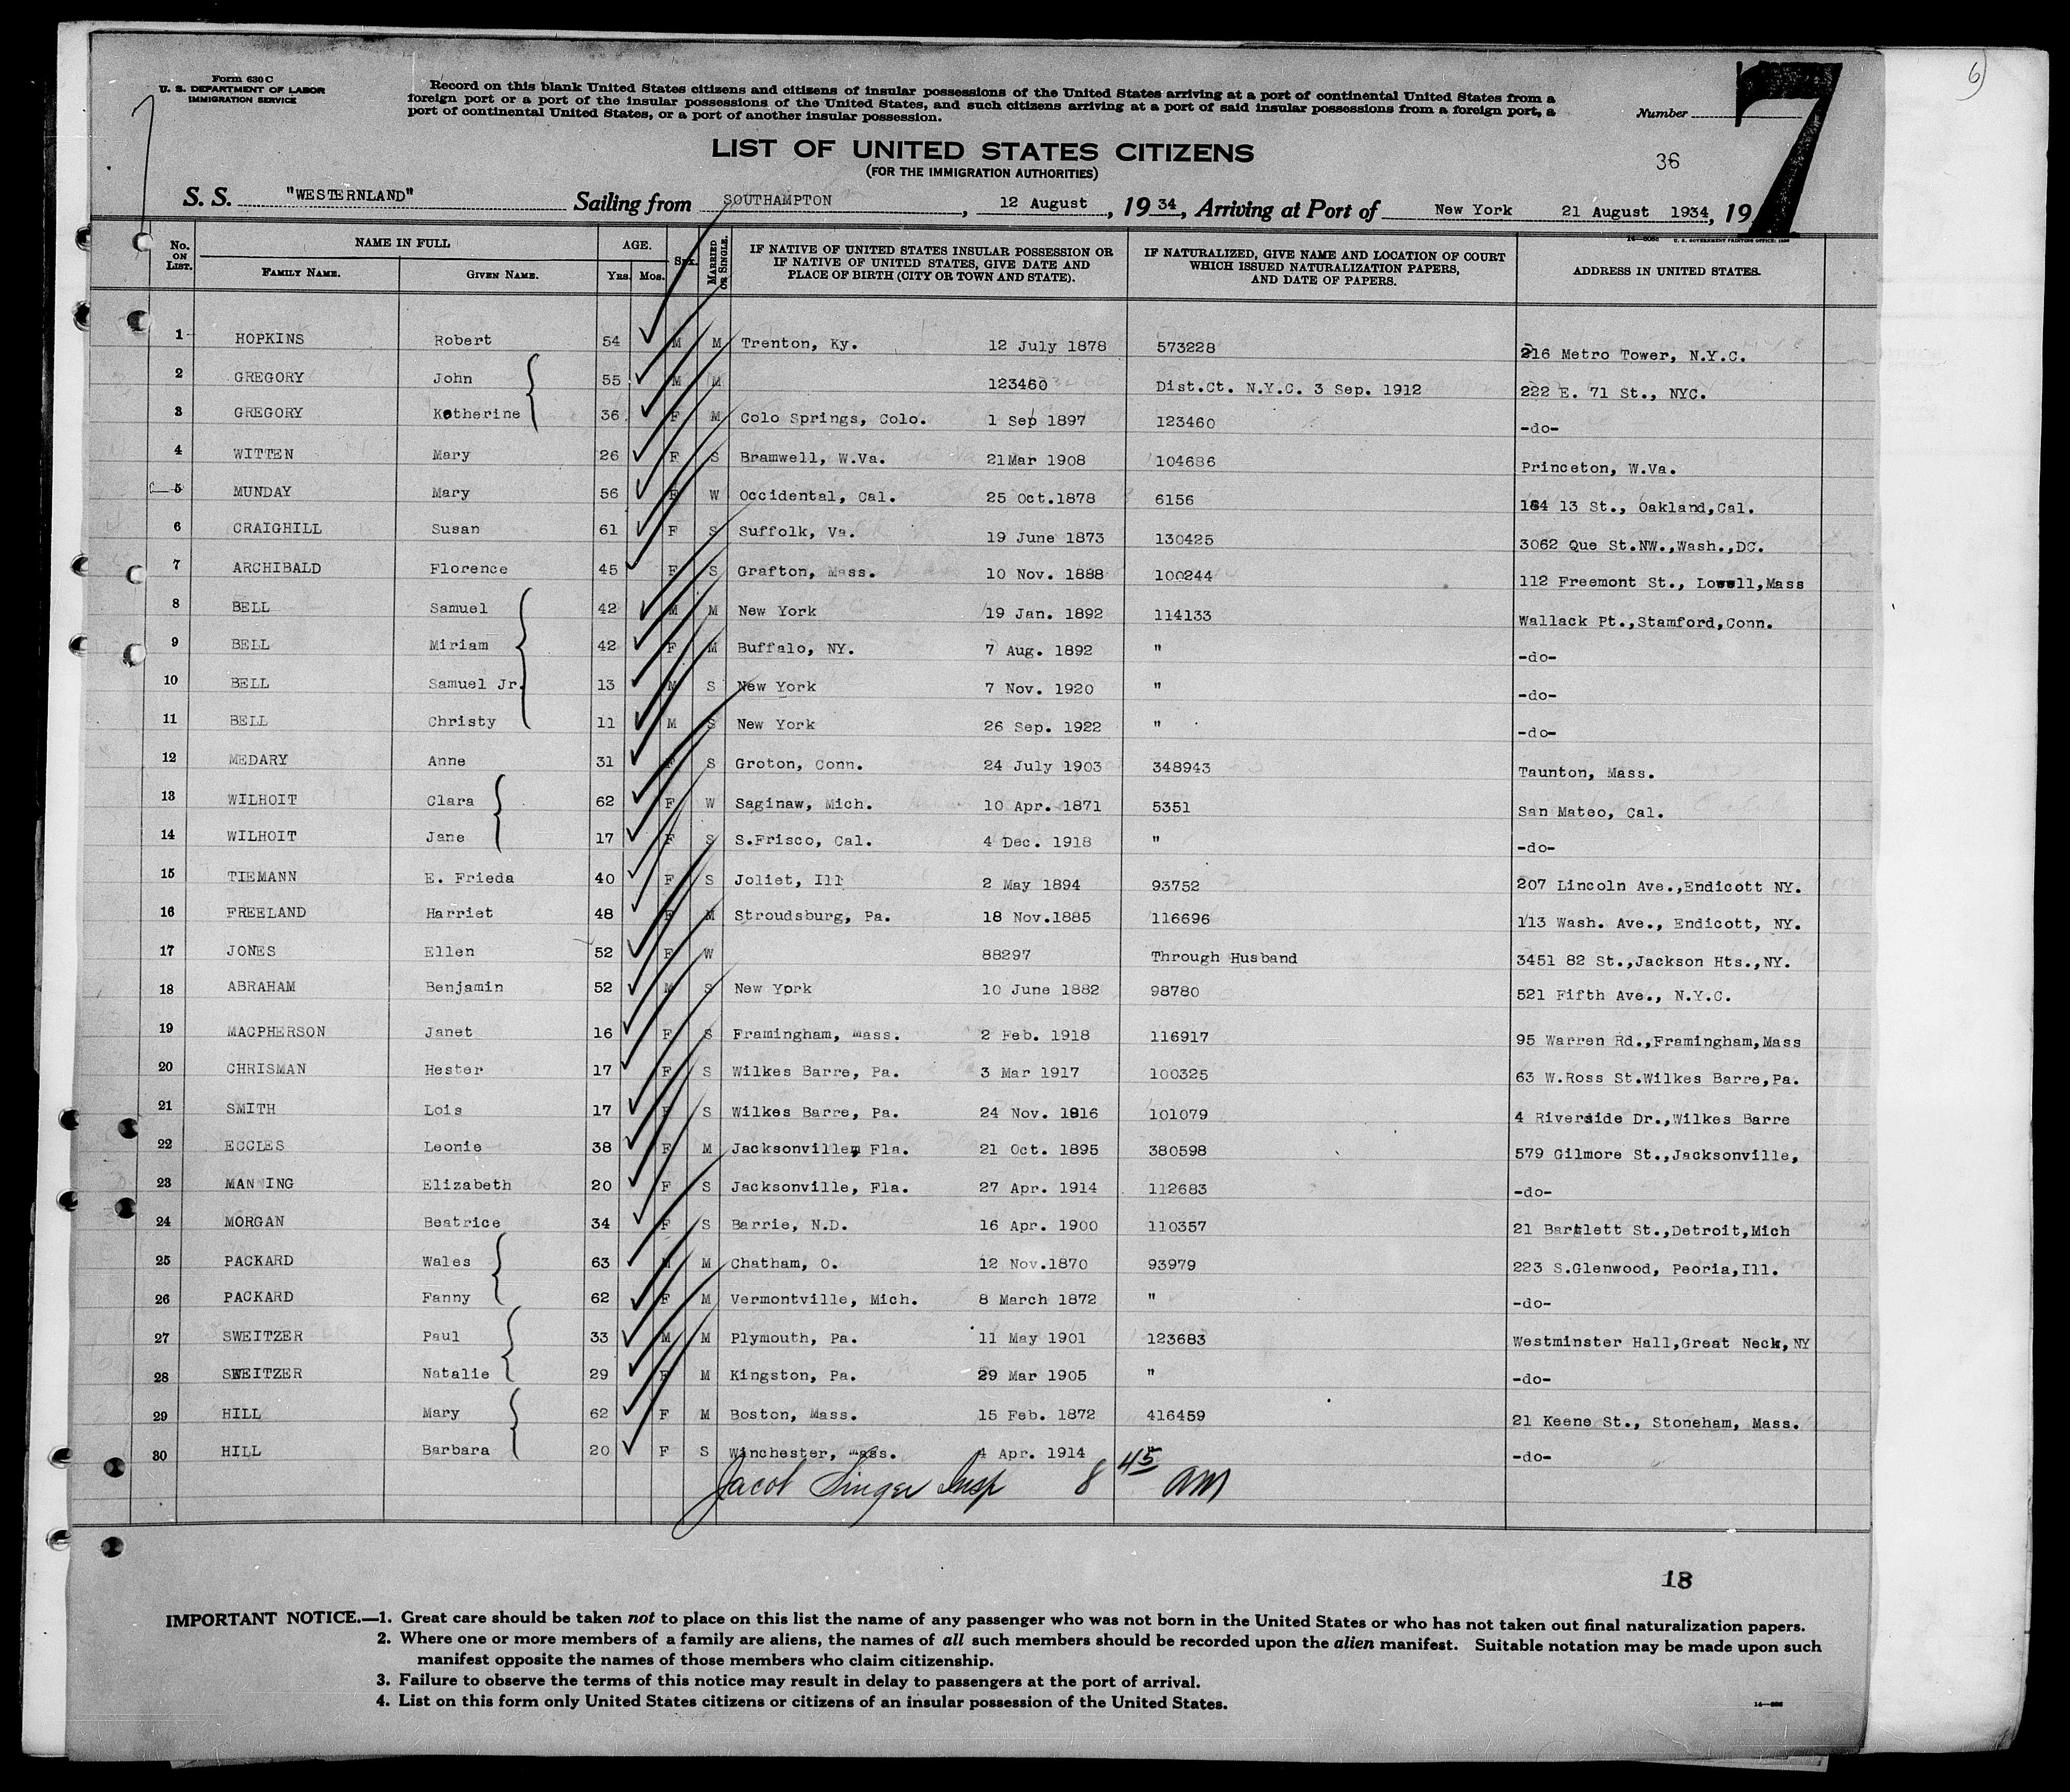 6
Form 630 C
U. S. DEPARTMENT OF LABOR
IMMIGRATION SERVICE
Record on this blank United States citizens and citizens of insular possessions of the United States arriving at a port of continental United States from a
foreign port or a port of the insular possessions of the United States, and such citizens arriving at a port of said insular possessions from a foreign port, a
port of continental United States, or a port of another insular possession.
Number 7
LIST OF UNITED STATES CITIZENS
(FOR THE IMMIGRATION AUTHORITIES)
36
S. S. "WESTERNLAND" Sailing from SOUTHAMPTON, 12 August, 1934, Arriving at Port of New York 21 August 1934, 19
U. S. GOVERNMENT PRINTING OFFICE:
No. ON LIST. NAME IN FULL FAMILY NAME. GIVEN NAME. AGE. Yrs. Mos. SEX. MARRIED OR SINGLE. IF NATIVE OF UNITED STATES INSULAR POSSESSION OR IF NATIVE OF UNITED STATES, GIVE DATE AND PLACE OF BIRTH (CITY OR TOWN AND STATE). IF NATURALIZED, GIVE NAME AND LOCATION OF COURT WHICH ISSUED NATURALIZATION PAPERS, AND DATE OF PAPERS. ADDRESS IN UNITED STATES.
1 HOPKINS Robert 54 M M Trenton, Ky. 12 July 1878 573228 216 Metro Tower, N.Y.C.
2 GREGORY John 55 M M 123460 Dist.Ct. N.Y.C. 3 Sep. 1912 222 E. 71 St., NYC.
3 GREGORY Katherine 36 F M Colo Springs, Colo. 1 Sep 1897 123460 -do-
4 WITTEN Mary 26 F S Bramwell, W.Va. 21Mar 1908 104686 Princeton, W.Va.
5 MUNDAY Mary 56 F W Occidental, Cal. 25 Oct.1878 6156 184 13 St., Oakland,Cal.
6 CRAIGHILL Susan 61 F S Suffolk, Va. 19 June 1873 130425 3062 Que St.NW.,Wash.,DC.
7 ARCHIBALD Florence 45 F S Grafton, Mass. 10 Nov. 1888 100244 112 Freemont St., Lowell,Mass
8 BELL Samuel 42 M M New York 19 Jan. 1892 114133 Wallack Pt.,Stamford,Conn.
9 BELL Miriam 42 F M Buffalo, NY. 7 Aug. 1892 " -do-
10 BELL Samuel Jr. 13 M S New York 7 Nov. 1920 " -do-
11 BELL Christy 11 M S New York 26 Sep. 1922 " -do-
12 MEDARY Anne 31 F S Groton, Conn. 24 July 1903 348943 Taunton, Mass.
13 WILHOIT Clara 62 F W Saginaw, Mich. 10 Apr. 1871 5351 San Mateo, Cal.
14 WILHOIT Jane 17 F S S.Frisco, Cal. 4 Dec. 1918 " -do-
15 TIEMANN E. Frieda 40 F S Joliet, Ill 2 May 1894 93752 207 Lincoln Ave.,Endicott NY.
16 FREELAND Harriet 48 F M Stroudsburg, Pa. 18 Nov.1885 116696 113 Wash. Ave., Endicott, NY.
17 JONES Ellen 52 F W 88297 Through Husband 3451 82 St.,Jackson Hts.,NY.
18 ABRAHAM Benjamin 52 M S New York 10 June 1882 98780 521 Fifth Ave., N.Y.C.
19 MACPHERSON Janet 16 F S Framingham, Mass. 2 Feb. 1918 116917 95 Warren Rd.,Framingham,Mass
20 CHRISMAN Hester 17 F S Wilkes Barre, Pa. 3 Mar 1917 100325 63 W.Ross St.Wilkes Barre,Pa.
21 SMITH Lois 17 F S Wilkes Barre, Pa. 24 Nov. 1816 101079 4 Riverside Dr.,Wilkes Barre
22 ECCLES Leonie 38 F M Jacksonville, Fla. 21 Oct. 1895 380598 579 Gilmore St.,Jacksonville,
23 MANNING Elizabeth 20 F S Jacksonville, Fla. 27 Apr. 1914 112683 -do-
24 MORGAN Beatrice 34 F S Barrie, N.D. 16 Apr. 1900 110357 21 Bartlett St.,Detroit,Mich
25 PACKARD Wales 63 M M Chatham, O. 12 Nov.1870 93979 223 S.Glenwood, Peoria,Ill.
26 PACKARD Fanny 62 F M Vermontville, Mich. 8 March 1872 " -do-
27 SWEITZER Paul 33 M M Plymouth, Pa. 11 May 1901 123683 Westminster Hall,Great Neck,NY
28 SWEITZER Natalie 29 F M Kingston, Pa. 29 Mar 1905 " -do-
29 HILL Mary 62 F M Boston, Mass. 15 Feb. 1872 416459 21 Keene St., Stoneham, Mass.
30 HILL Barbara 20 F S Winchester, Mass. 4 Apr. 1914 " -do-
Jacob Singer Insp 8 45 AM
18
IMPORTANT NOTICE.—1. Great care should be taken not to place on this list the name of any passenger who was not born in the United States or who has not taken out final naturalization papers.
2. Where one or more members of a family are aliens, the names of all such members should be recorded upon the alien manifest. Suitable notation may be made upon such
manifest opposite the names of those members who claim citizenship.
3. Failure to observe the terms of this notice may result in delay to passengers at the port of arrival.
4. List on this form only United States citizens or citizens of an insular possession of the United States.